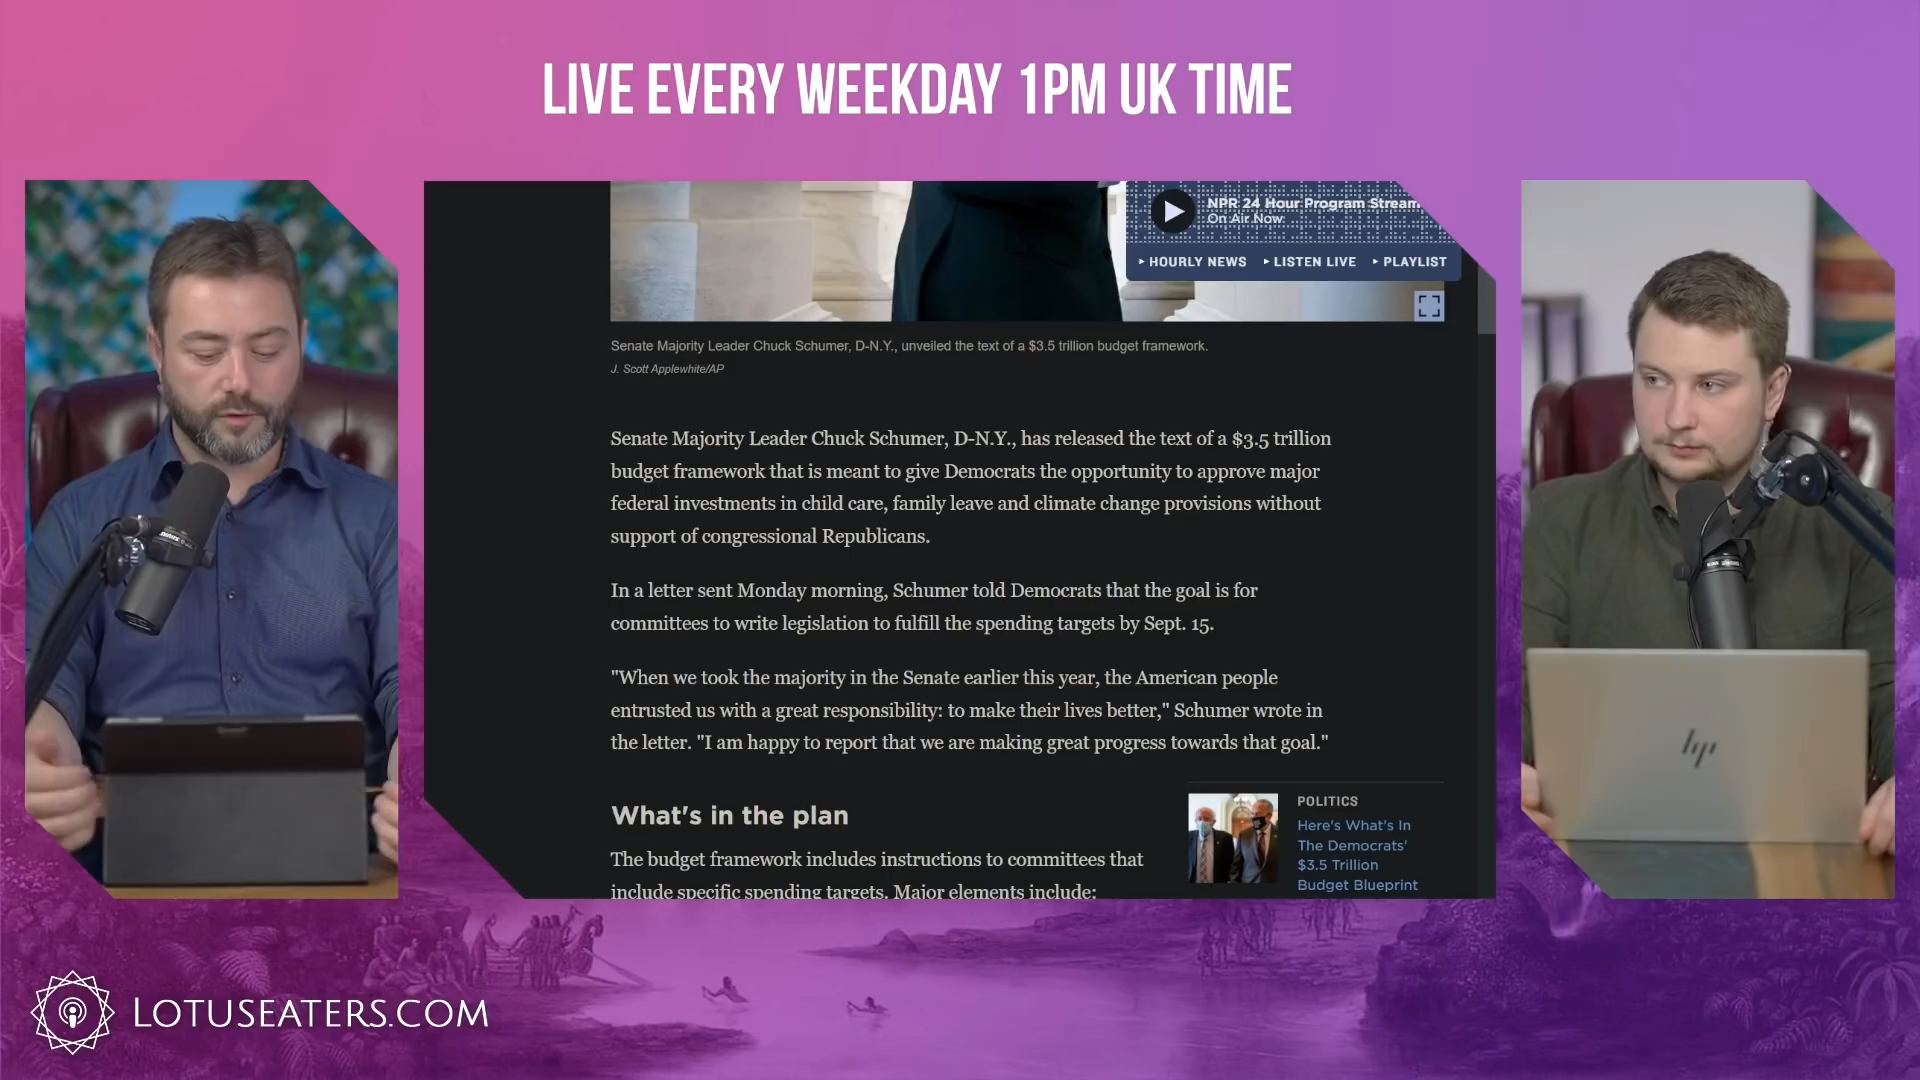 LIVE EVERY WEEKDAY 1PM UK TIME
NPR 24 Hour Program Stream
On Air Now
HOURLY NEWS LISTEN LIVE PLAYLIST
Senate Majority Leader Chuck Schumer, D-N.Y., unveiled the text of a $3.5 trillion budget framework.
J. Scott Applewhite/AP
Senate Majority Leader Chuck Schumer, D-N.Y., has released the text of a $3.5 trillion
budget framework that is meant to give Democrats the opportunity to approve major
federal investments in child care, family leave and climate change provisions without
support of congressional Republicans.
In a letter sent Monday morning, Schumer told Democrats that the goal is for
committees to write legislation to fulfill the spending targets by Sept. 15.
"When we took the majority in the Senate earlier this year, the American people
entrusted us with a great responsibility: to make their lives better," Schumer wrote in
the letter. "I am happy to report that we are making great progress towards that goal."
What's in the plan
The budget framework includes instructions to committees that
include specific spending targets. Major elements include:
POLITICS
Here's What's In
The Democrats'
$3.5 Trillion
Budget Blueprint
hp
LOTUSEATERS.COM